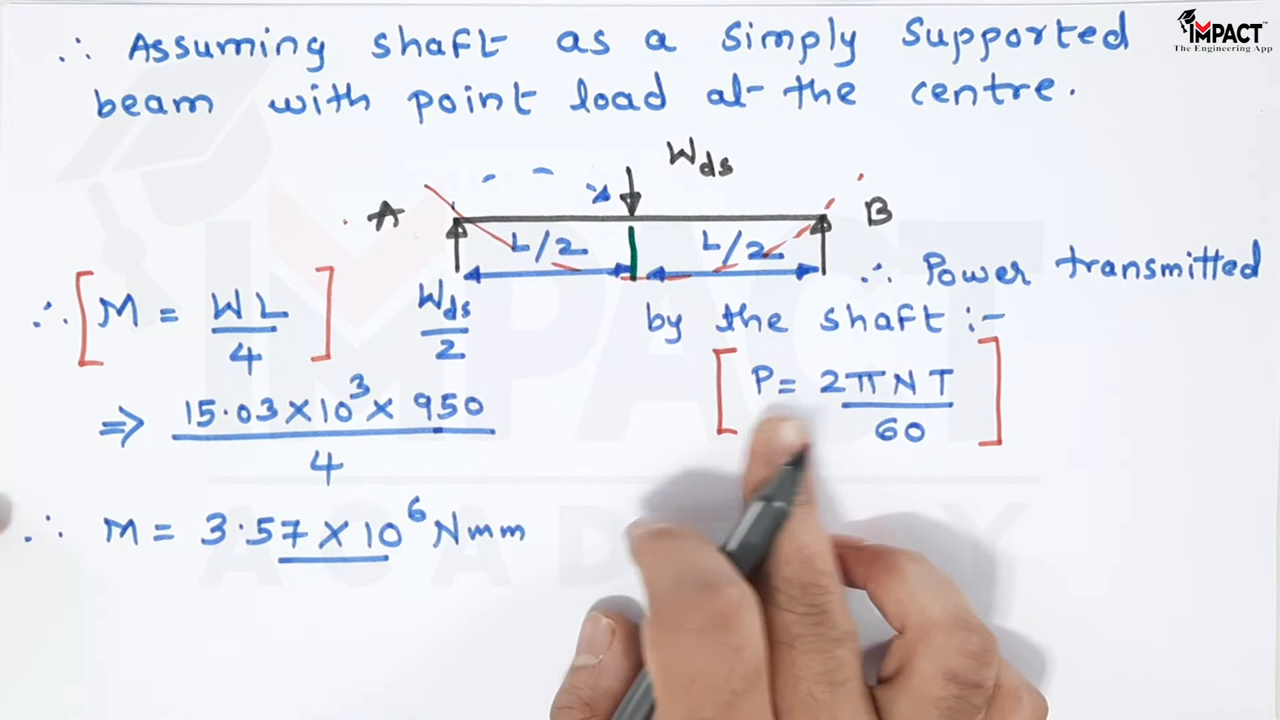 IMPACT™
The Engineering App
∴ Assuming shaft as a simply supported
beam with point load at the centre.
Wds
A
B
L/2
L/2
∴ [M = WL/4]
Wds/2
∴ Power transmitted
by the shaft :-
[P = 2πNT/60]
⇒ 15.03×10³× 950
4
∴ M = 3.57 × 10⁶ Nmm
IMPACT
ACADEMY